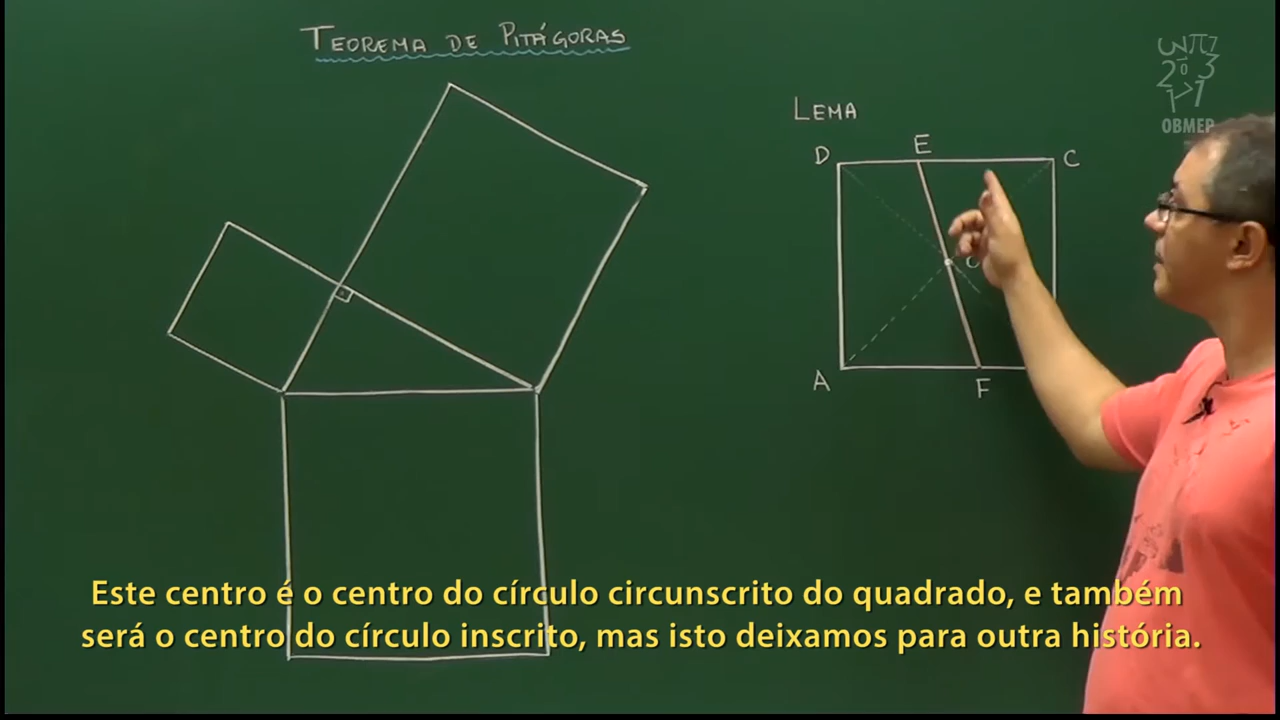 TEOREMA DE PITÁGORAS
LEMA
D
E
C
A
F
OBMEP
Este centro é o centro do círculo circunscrito do quadrado, e também
será o centro do círculo inscrito, mas isto deixamos para outra história.